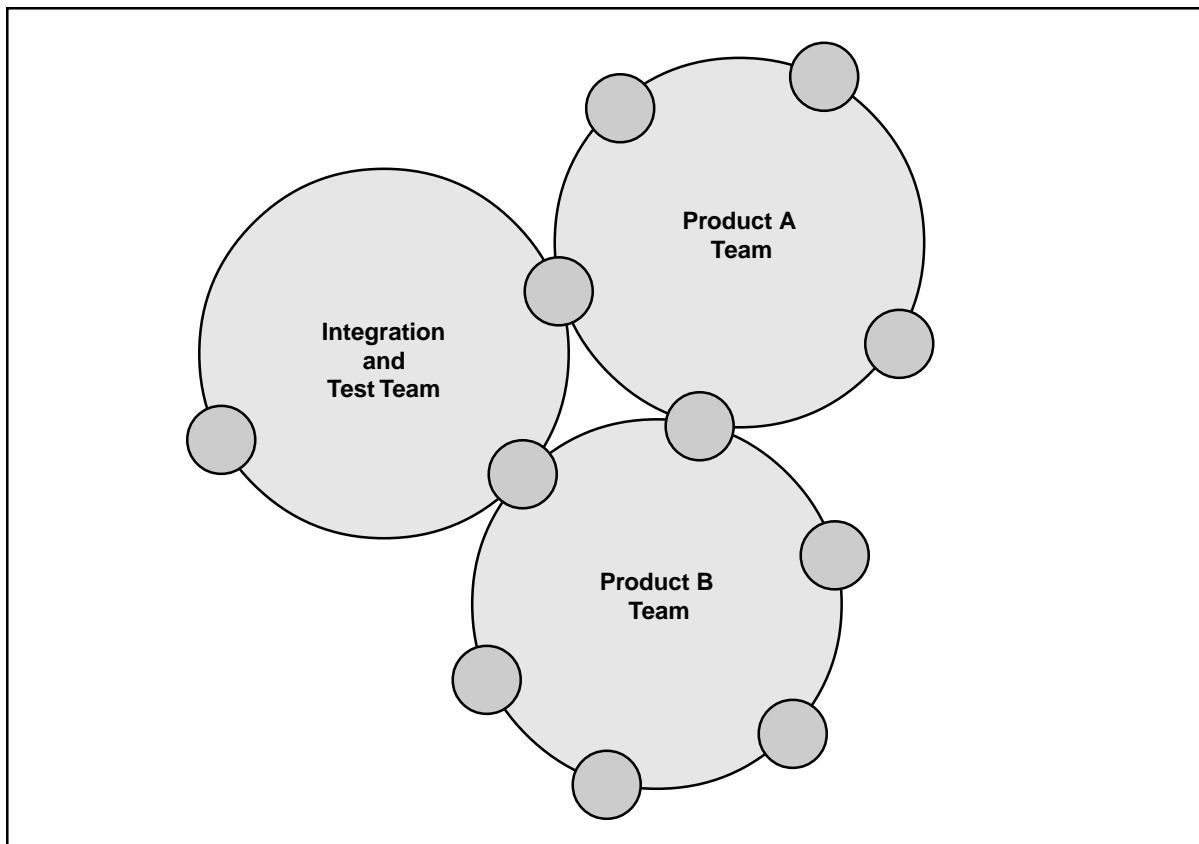 Product A
Team
Integration
and
Test Team
Product B
Team